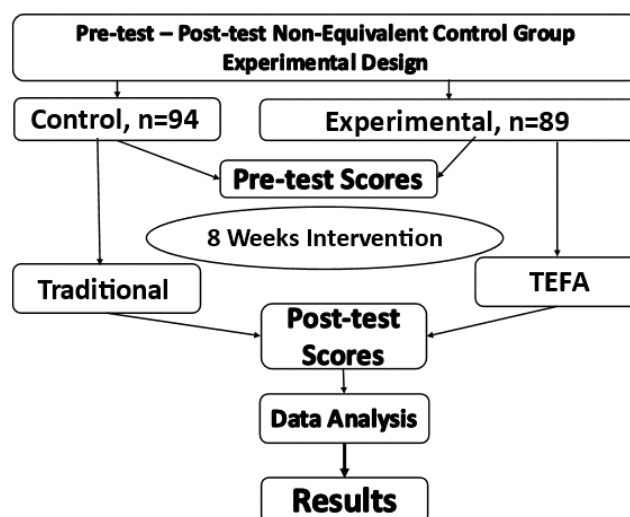 Pre-test – Post-test Non-Equivalent Control Group
Experimental Design
Control, n=94
Experimental, n=89
Pre-test Scores
8 Weeks Intervention
Traditional
TEFA
Post-test
Scores
Data Analysis
Results